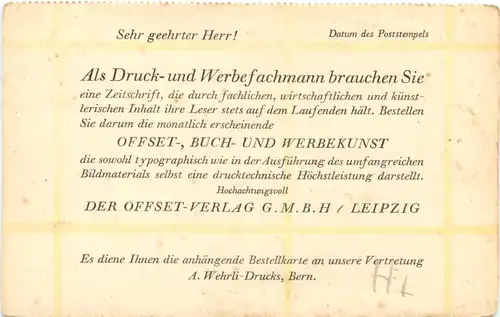 Sehr geehrter Herr!
Datum des Poststempels
Als Druck- und Werbefachmann brauchen Sie
eine Zeitschrift, die durch fachlichen, wirtschaftlichen und künst-
lerischen Inhalt ihre Leser stets auf dem Laufenden hält. Bestellen
Sie darum die monatlich erscheinende
OFFSET-, BUCH- UND WERBEKUNST
die sowohl typographisch wie in der Ausführung des umfangreichen
Bildmaterials selbst eine drucktechnische Höchstleistung darstellt.
Hochachtungsvoll
DER OFFSET-VERLAG G.M.B.H / LEIPZIG
Es diene Ihnen die anhängende Bestellkarte an unsere Vertretung
A. Wehrli-Drucks, Bern.